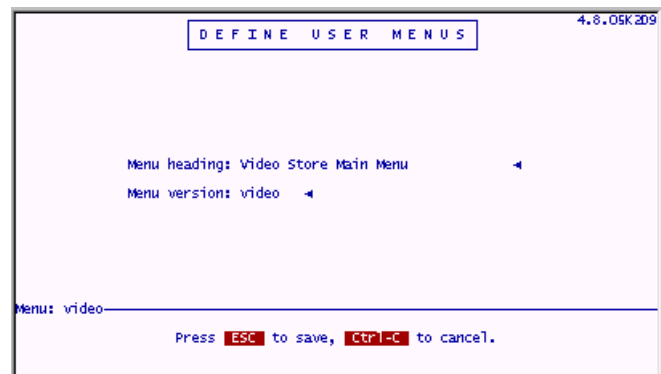 4.8.05K2D9
DEFINE USER MENUS
Menu heading: Video Store Main Menu
Menu version: video
Menu: video
Press ESC to save, Ctrl-C to cancel.